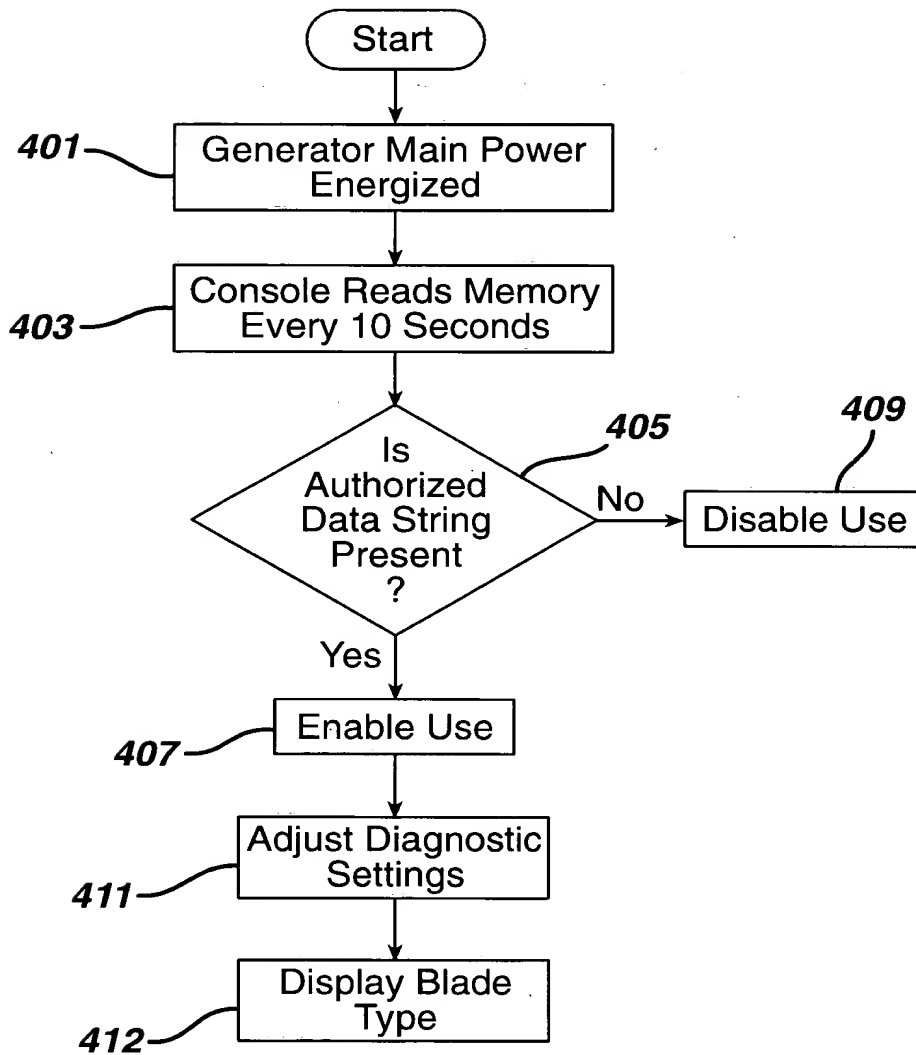 Start
401
Generator Main Power
Energized
403
Console Reads Memory
Every 10 Seconds
405
409
Is
Authorized
Data String
Present
?
No
Disable Use
Yes
407
Enable Use
411
Adjust Diagnostic
Settings
412
Display Blade
Type